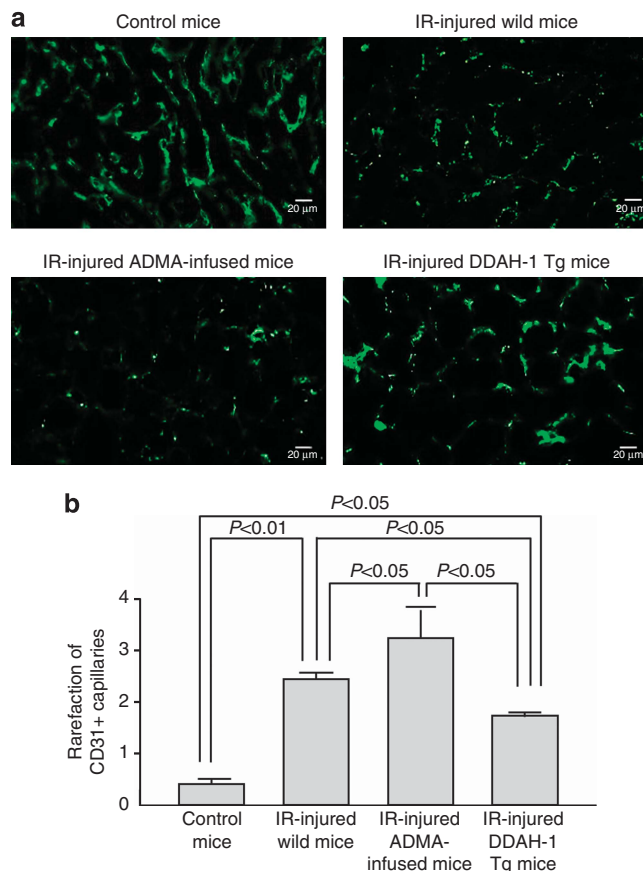 a
Control mice
IR-injured wild mice
20 μm
20 μm
IR-injured ADMA-infused mice
IR-injured DDAH-1 Tg mice
20 μm
20 μm
b
P<0.05
P<0.01
P<0.05
P<0.05
P<0.05
Rarefaction of
CD31+ capillaries
4
3
2
1
0
Control
mice
IR-injured
wild mice
IR-injured
ADMA-
infused mice
IR-injured
DDAH-1
Tg mice